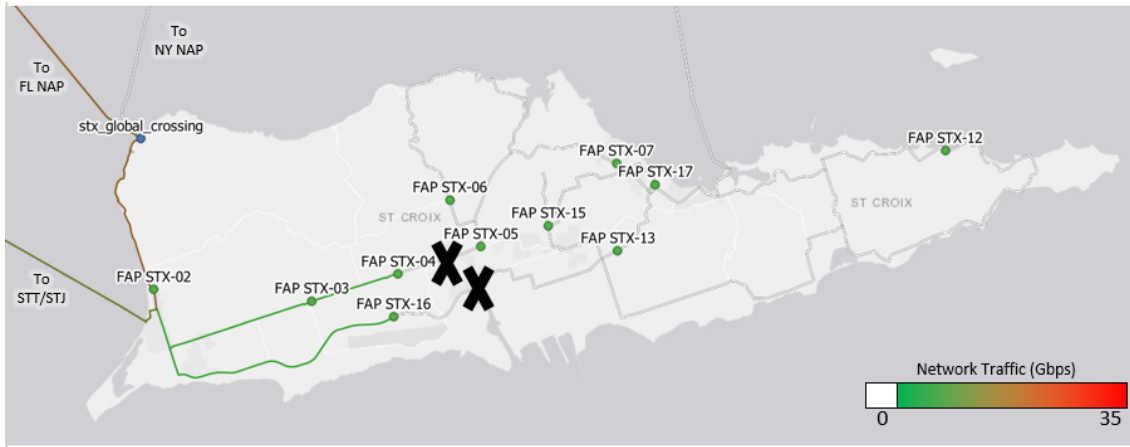 To
NY NAP
To
FL NAP
stx_global_crossing
FAP STX-07
FAP STX-12
FAP STX-17
FAP STX-06
ST CROIX
ST CROIX
FAP STX-15
FAP STX-05
FAP STX-13
FAP STX-04
To
STT/STJ
FAP STX-02
FAP STX-03
FAP STX-16
Network Traffic (Gbps)
0
35